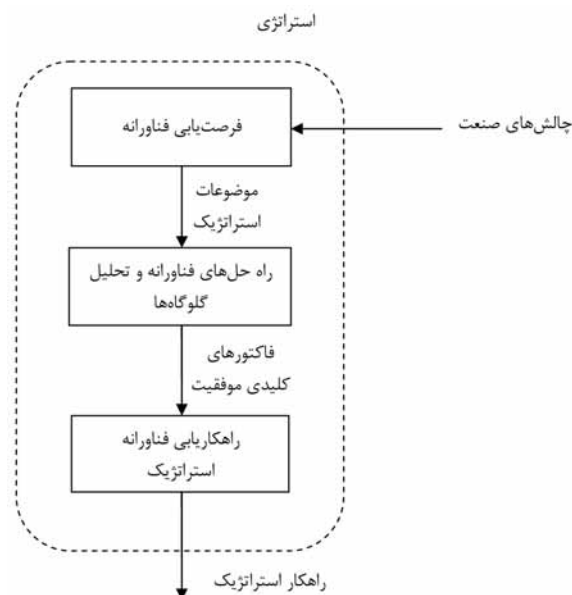 استراتژی
فرصت‌یابی فناورانه
چالش‌های صنعت
موضوعات
استراتژیک
راه حل‌های فناورانه و تحلیل
گلوگاه‌ها
فاکتورهای
کلیدی موفقیت
راهکاریابی فناورانه
استراتژیک
راهکار استراتژیک